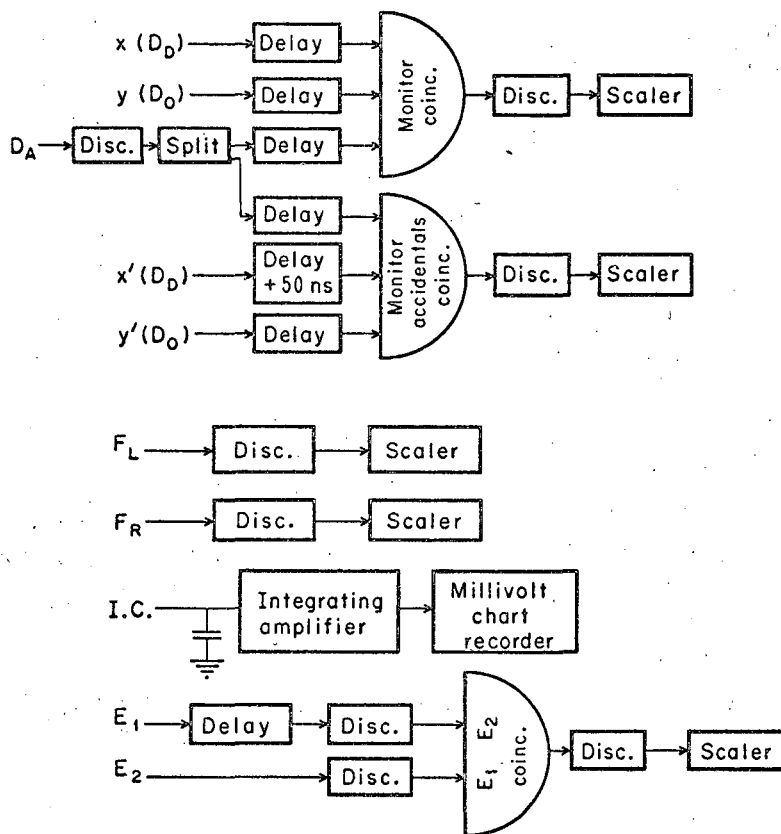 x (D_D) Delay
y (D_O) Delay
Monitor coinc.
Disc. Scaler
D_A Disc. Split Delay
Delay
x′ (D_D) Delay +50 ns
Monitor accidentals coinc.
Disc. Scaler
y′ (D_O) Delay
F_L Disc. Scaler
F_R Disc. Scaler
I.C. Integrating amplifier Millivolt chart recorder
E_1 Delay Disc.
E_1 E_2 coinc.
Disc. Scaler
E_2 Disc.